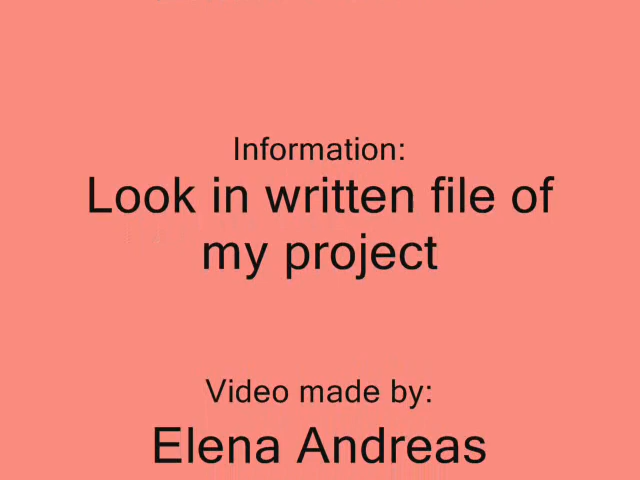 Information:
Look in written file of
my project
Video made by:
Elena Andreas